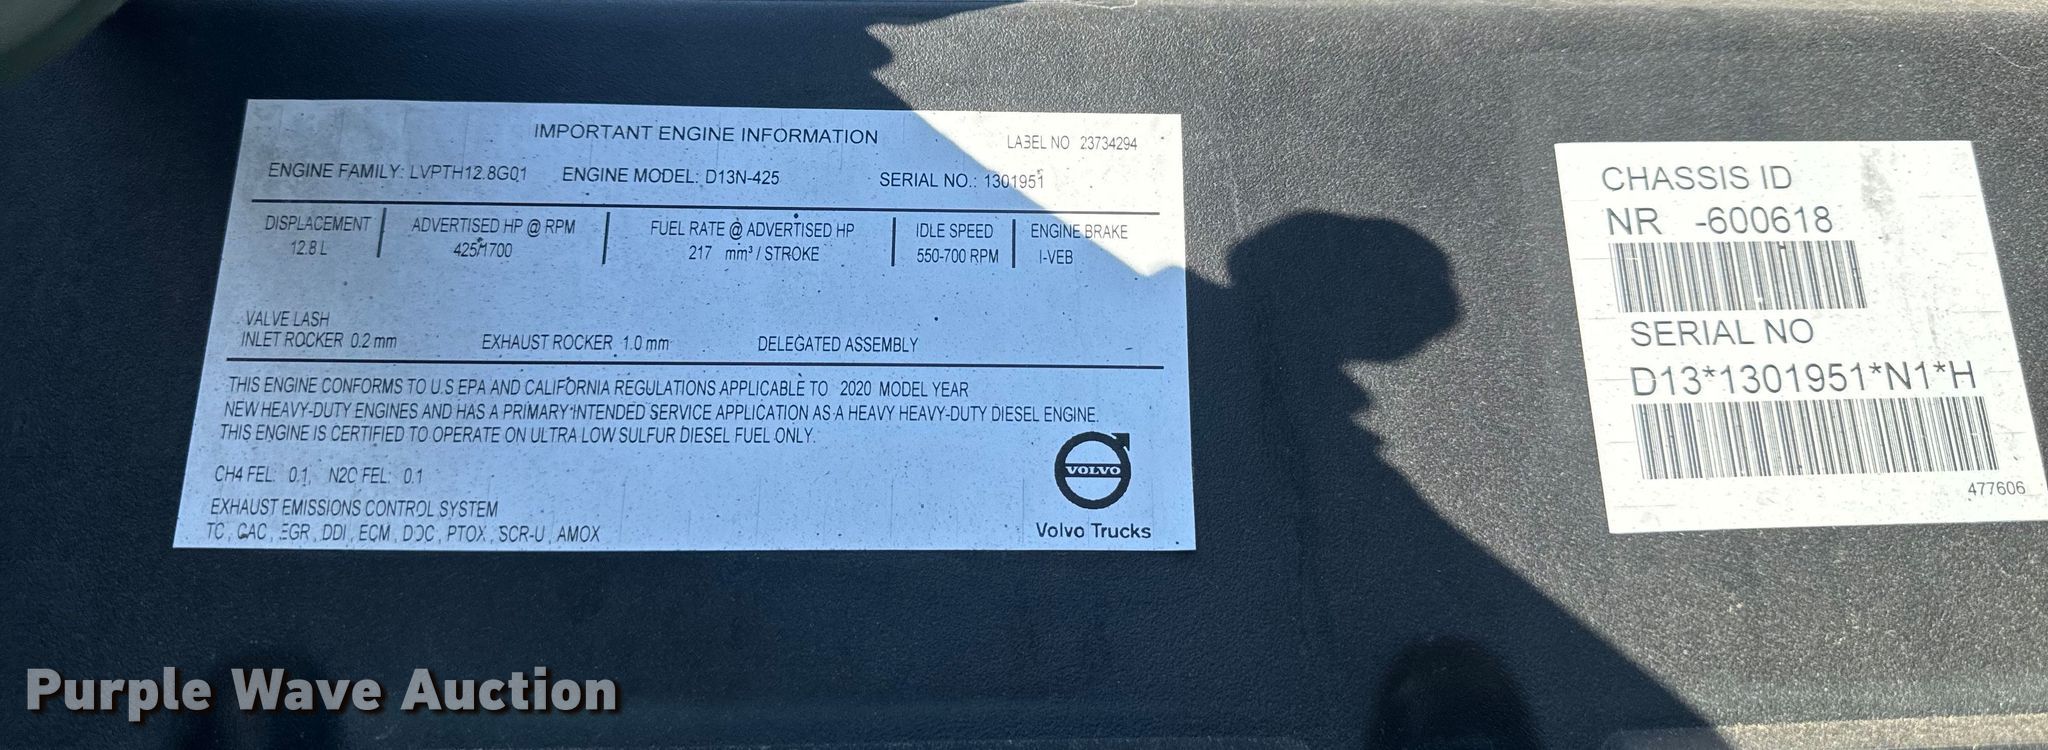 IMPORTANT ENGINE INFORMATION
LABEL NO 23734294
ENGINE FAMILY: LVPTH12.8G01 ENGINE MODEL: D13N-425 SERIAL NO.: 1301951
DISPLACEMENT ADVERTISED HP @ RPM FUEL RATE @ ADVERTISED HP IDLE SPEED ENGINE BRAKE
12.8 L 425/1700 217 mm³ / STROKE 550-700 RPM I-VEB
VALVE LASH
INLET ROCKER 0.2 mm EXHAUST ROCKER 1.0 mm DELEGATED ASSEMBLY
THIS ENGINE CONFORMS TO U.S EPA AND CALIFORNIA REGULATIONS APPLICABLE TO 2020 MODEL YEAR
NEW HEAVY-DUTY ENGINES AND HAS A PRIMARY INTENDED SERVICE APPLICATION AS A HEAVY HEAVY-DUTY DIESEL ENGINE.
THIS ENGINE IS CERTIFIED TO OPERATE ON ULTRA LOW SULFUR DIESEL FUEL ONLY.
CH4 FEL: 0.1, N2O FEL: 0.1
EXHAUST EMISSIONS CONTROL SYSTEM
TC, CAC, EGR, DDI, ECM, DOC, PTOX, SCR-U, AMOX
VOLVO
Volvo Trucks
CHASSIS ID
NR -600618
SERIAL NO
D13*1301951*N1*H
477606
Purple Wave Auction